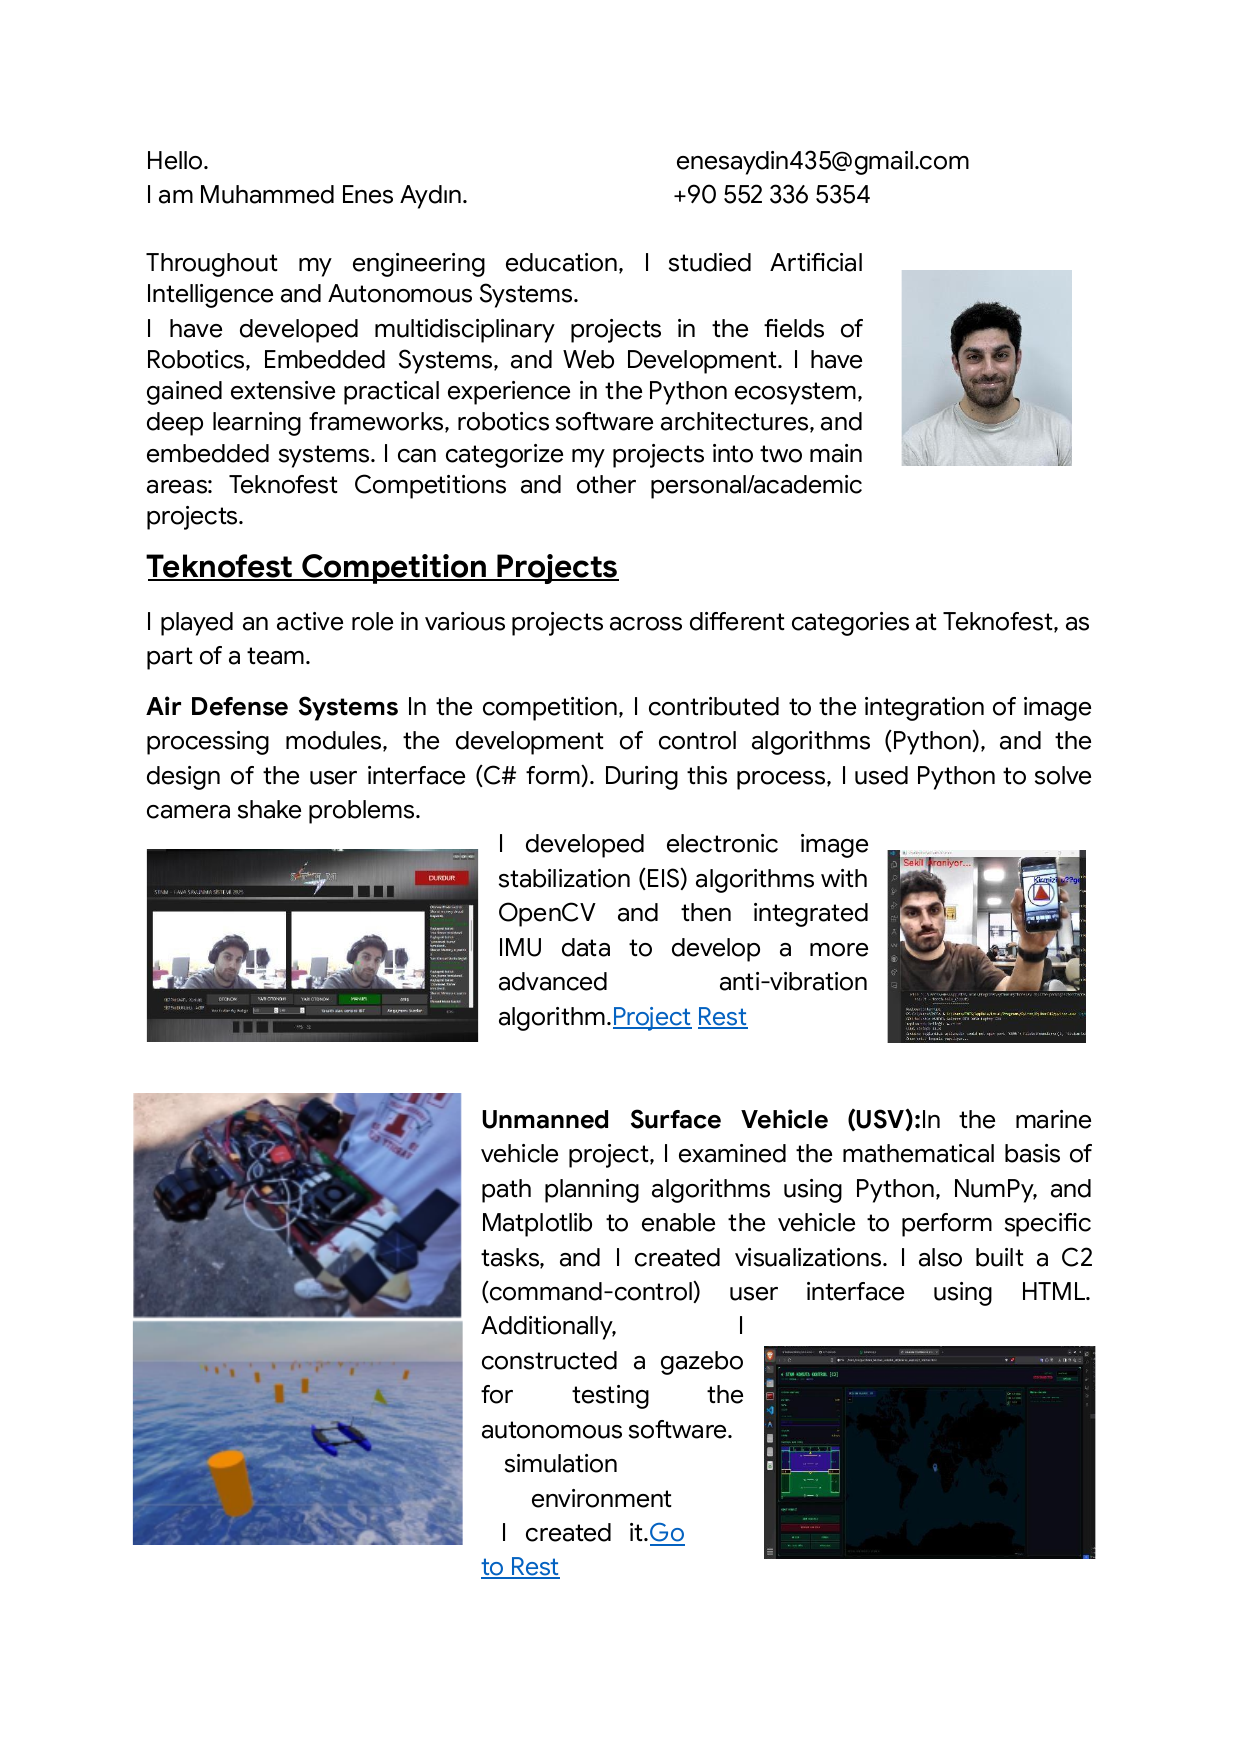 Hello.
enesaydin435@gmail.com
I am Muhammed Enes Aydın.
+90 552 336 5354
Throughout my engineering education, I studied Artificial
Intelligence and Autonomous Systems.
I have developed multidisciplinary projects in the fields of
Robotics, Embedded Systems, and Web Development. I have
gained extensive practical experience in the Python ecosystem,
deep learning frameworks, robotics software architectures, and
embedded systems. I can categorize my projects into two main
areas: Teknofest Competitions and other personal/academic
projects.
Teknofest Competition Projects
I played an active role in various projects across different categories at Teknofest, as
part of a team.
Air Defense Systems In the competition, I contributed to the integration of image
processing modules, the development of control algorithms (Python), and the
design of the user interface (C# form). During this process, I used Python to solve
camera shake problems.
I developed electronic image
stabilization (EIS) algorithms with
OpenCV and then integrated
IMU data to develop a more
advanced anti-vibration
algorithm.Project Rest
DURDUR
Unmanned Surface Vehicle (USV):In the marine
vehicle project, I examined the mathematical basis of
path planning algorithms using Python, NumPy, and
Matplotlib to enable the vehicle to perform specific
tasks, and I created visualizations. I also built a C2
(command-control) user interface using HTML.
Additionally, I
constructed a gazebo
for testing the
autonomous software.
simulation
environment
I created it.Go
to Rest